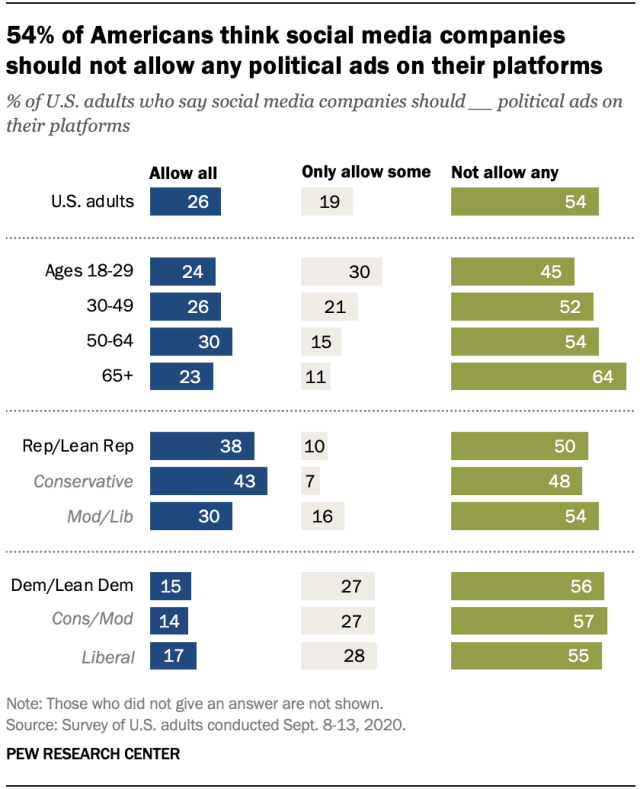 54% of Americans think social media companies
should not allow any political ads on their platforms
% of U.S. adults who say social media companies should __ political ads on
their platforms
Allow all Only allow some Not allow any
U.S. adults 26 19 54
Ages 18-29 24 30 45
30-49 26 21 52
50-64 30 15 54
65+ 23 11 64
Rep/Lean Rep 38 10 50
Conservative 43 7 48
Mod/Lib 30 16 54
Dem/Lean Dem 15 27 56
Cons/Mod 14 27 57
Liberal 17 28 55
Note: Those who did not give an answer are not shown.
Source: Survey of U.S. adults conducted Sept. 8-13, 2020.
PEW RESEARCH CENTER